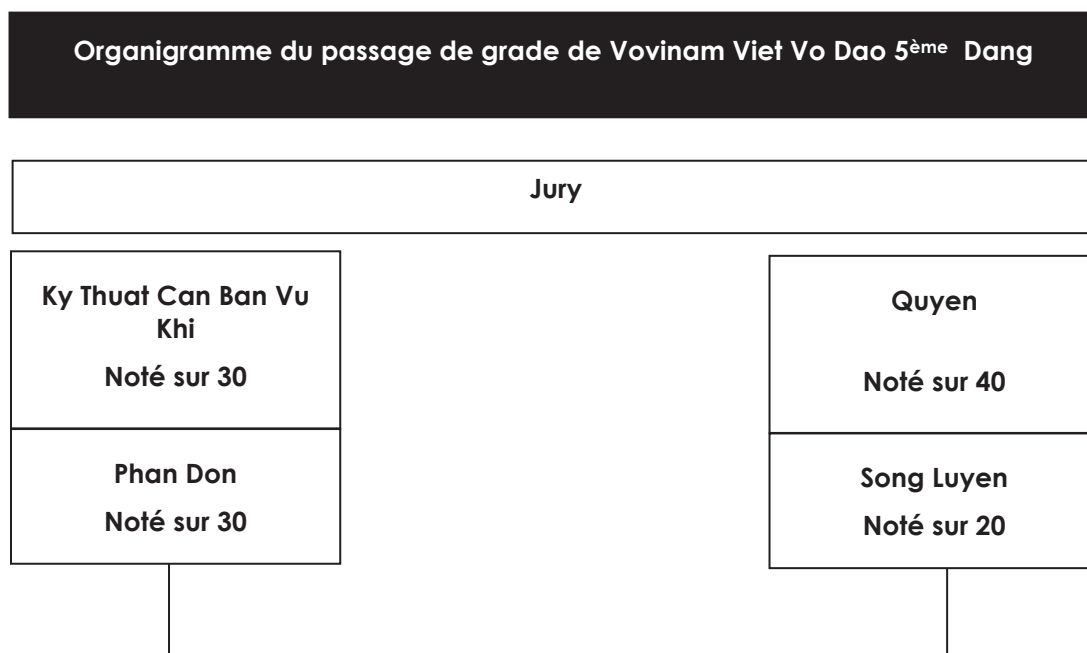 Organigramme du passage de grade de Vovinam Viet Vo Dao 5ème Dang
Jury
Ky Thuat Can Ban Vu
Khi
Noté sur 30
Phan Don
Noté sur 30
Quyen
Noté sur 40
Song Luyen
Noté sur 20